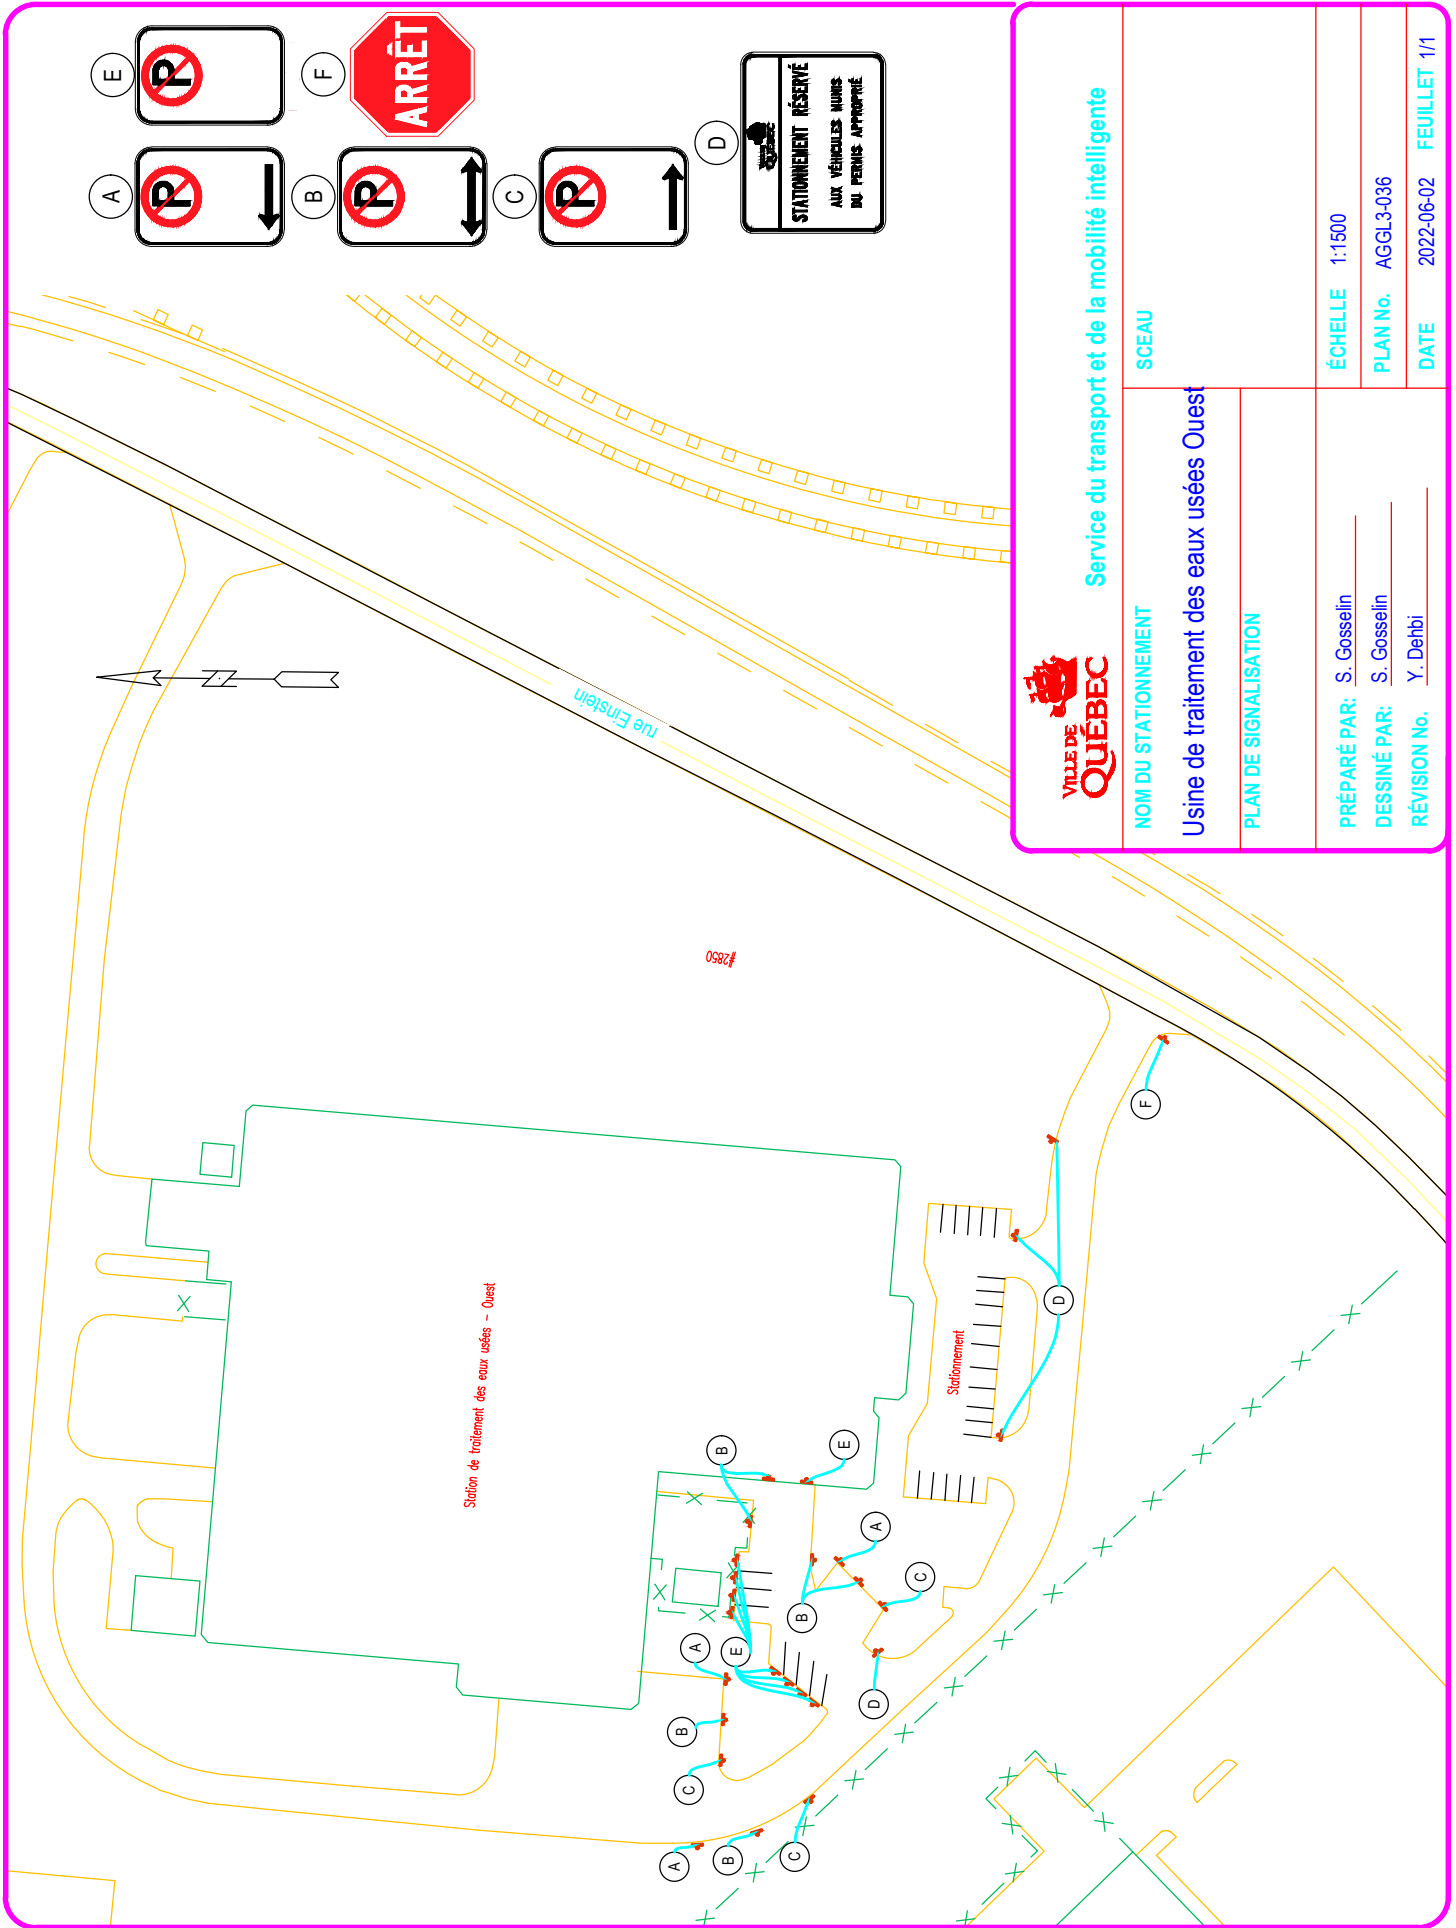 A
E
B
F
C
D
P
P
P
P
ARRÊT
VILLE DE
QUÉBEC
STATIONNEMENT RÉSERVÉ
AUX VÉHICULES MUNIS
DU PERMIS APPROPRIÉ
rue Einstein
#2850
Station de traitement des eaux usées - Ouest
Stationnement
A
B
C
A
B
C
A
E
B
E
B
A
C
D
D
F
VILLE DE
QUÉBEC
Service du transport et de la mobilité intelligente
NOM DU STATIONNEMENT
Usine de traitement des eaux usées Ouest
SCEAU
PLAN DE SIGNALISATION
PRÉPARÉ PAR: S. Gosselin
DESSINÉ PAR: S. Gosselin
RÉVISION No. Y. Dehbi
ÉCHELLE 1:1500
PLAN No. AGGL3-036
DATE 2022-06-02 FEUILLET 1/1